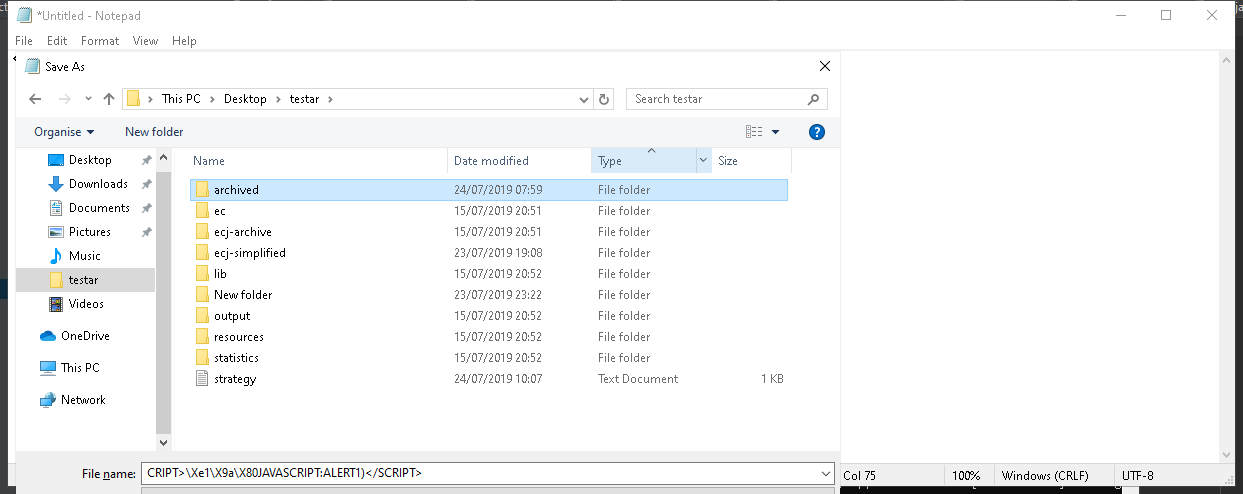 *Untitled - Notepad
File Edit Format View Help
Save As
This PC Desktop testar
Search testar
Organise New folder
Name Date modified Type Size
Desktop
Downloads
Documents
Pictures
Music
testar
Videos
OneDrive
This PC
Network
archived 24/07/2019 07:59 File folder
ec 15/07/2019 20:51 File folder
ecj-archive 15/07/2019 20:51 File folder
ecj-simplified 23/07/2019 19:08 File folder
lib 15/07/2019 20:52 File folder
New folder 23/07/2019 23:22 File folder
output 15/07/2019 20:52 File folder
resources 15/07/2019 20:52 File folder
statistics 15/07/2019 20:52 File folder
strategy 24/07/2019 10:07 Text Document 1 KB
File name: CRIPT>\Xe1\X9a\X80JAVASCRIPT:ALERT1)</SCRIPT>
Col 75 100% Windows (CRLF) UTF-8